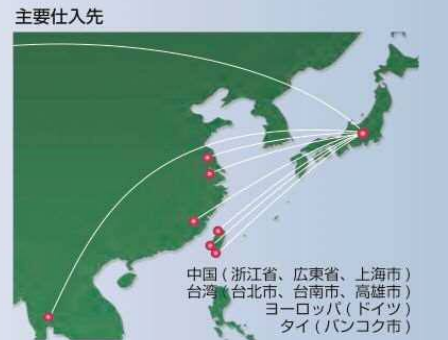 主要仕入先
中国(浙江省、広東省、上海市)
台湾(台北市、台南市、高雄市)
ヨーロッパ(ドイツ)
タイ(バンコク市)